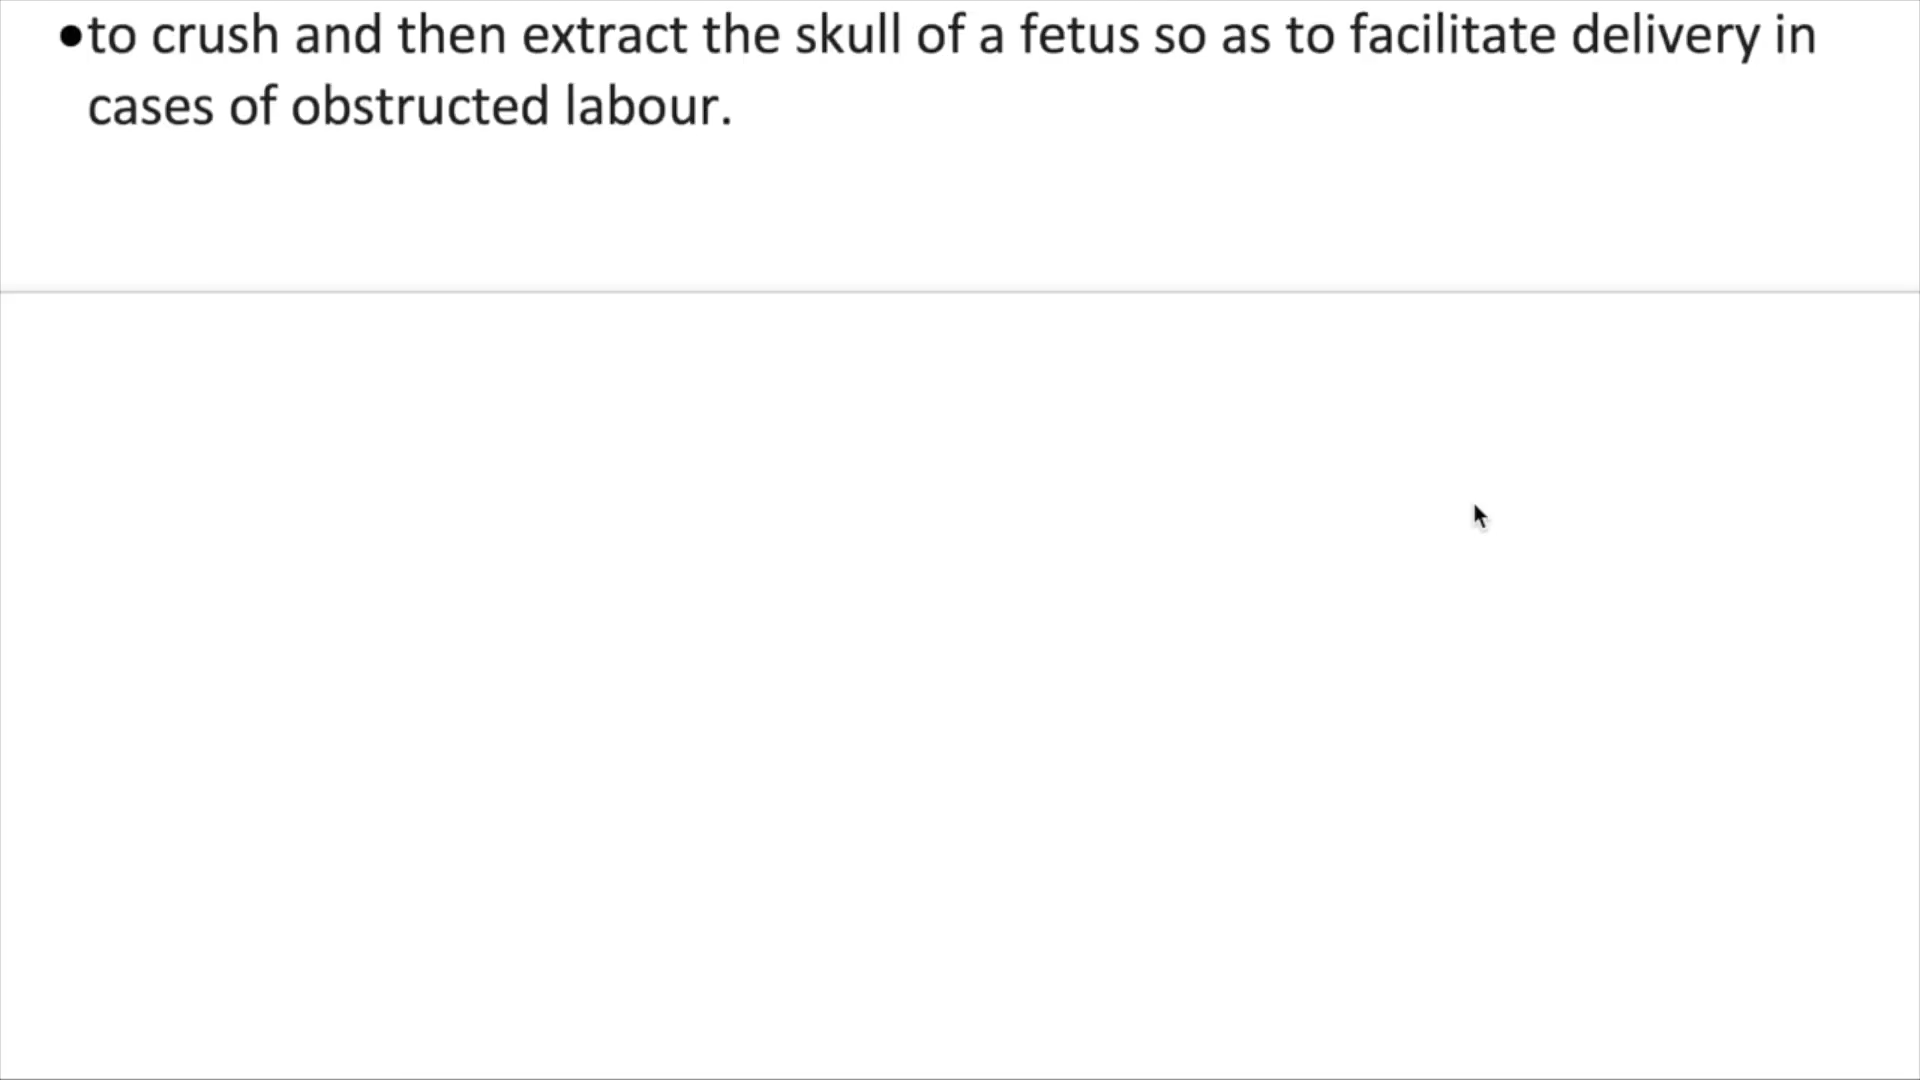 •to crush and then extract the skull of a fetus so as to facilitate delivery in
cases of obstructed labour.